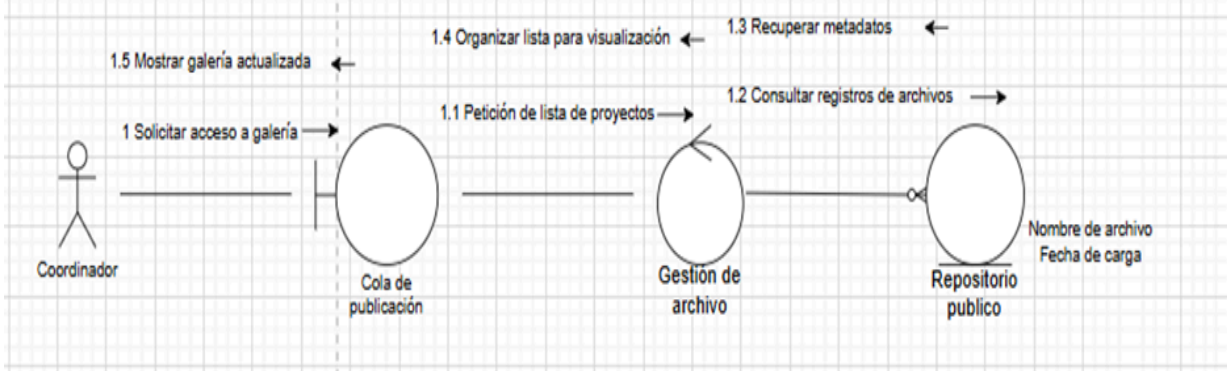 1.4 Organizar lista para visualización
1.3 Recuperar metadatos
1.5 Mostrar galería actualizada
1.1 Petición de lista de proyectos
1.2 Consultar registros de archivos
1 Solicitar acceso a galería
Coordinador
Cola de
publicación
Gestión de
archivo
Repositorio
publico
Nombre de archivo
Fecha de carga